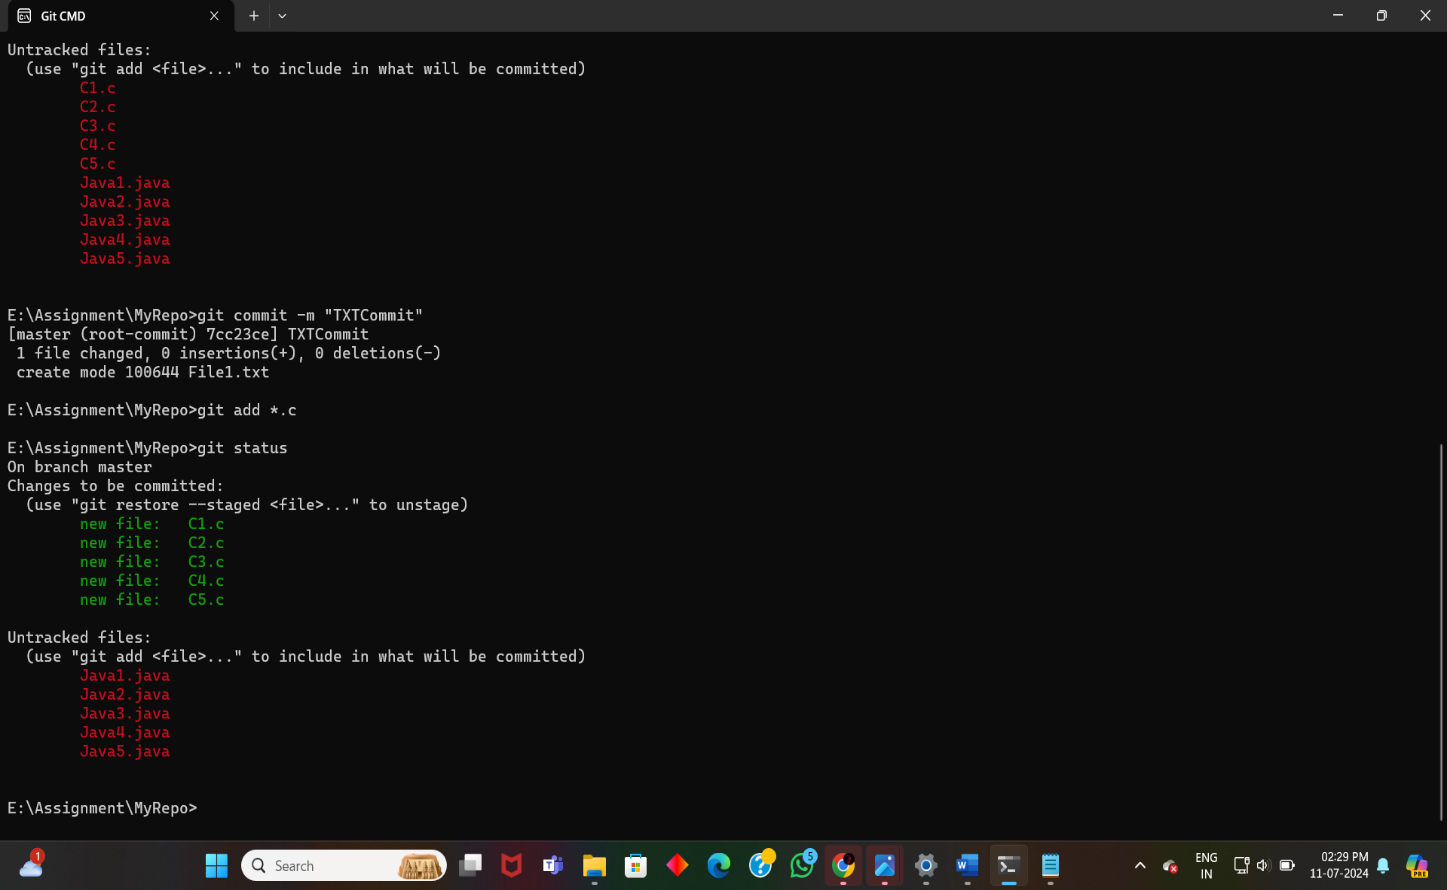 Git CMD
Untracked files:
  (use "git add <file>..." to include in what will be committed)
        C1.c
        C2.c
        C3.c
        C4.c
        C5.c
        Java1.java
        Java2.java
        Java3.java
        Java4.java
        Java5.java
E:\Assignment\MyRepo>git commit -m "TXTCommit"
[master (root-commit) 7cc23ce] TXTCommit
 1 file changed, 0 insertions(+), 0 deletions(-)
 create mode 100644 File1.txt
E:\Assignment\MyRepo>git add *.c
E:\Assignment\MyRepo>git status
On branch master
Changes to be committed:
  (use "git restore --staged <file>..." to unstage)
        new file:   C1.c
        new file:   C2.c
        new file:   C3.c
        new file:   C4.c
        new file:   C5.c
Untracked files:
  (use "git add <file>..." to include in what will be committed)
        Java1.java
        Java2.java
        Java3.java
        Java4.java
        Java5.java
E:\Assignment\MyRepo>
1
Search
5
ENG
IN
02:29 PM
11-07-2024
PRE